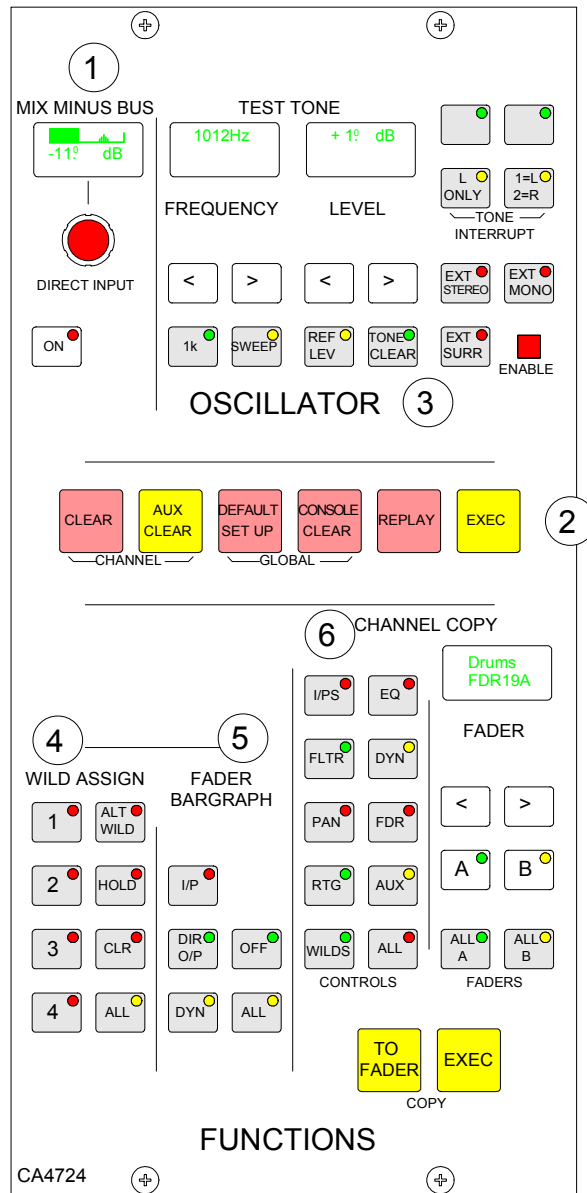 1
MIX MINUS BUS
-11.0 dB
DIRECT INPUT
ON
TEST TONE
1012Hz
+ 1.0 dB
FREQUENCY
LEVEL
< > < >
1k
SWEEP
REF
LEV
TONE
CLEAR
L
ONLY
1=L
2=R
TONE
INTERRUPT
EXT
STEREO
EXT
MONO
EXT
SURR
ENABLE
OSCILLATOR
3
CLEAR
AUX
CLEAR
DEFAULT
SET UP
CONSOLE
CLEAR
REPLAY
EXEC
2
CHANNEL
GLOBAL
4
WILD ASSIGN
1
ALT
WILD
2
HOLD
3
CLR
4
ALL
5
FADER
BARGRAPH
I/P
DIR
O/P
OFF
DYN
ALL
6
CHANNEL COPY
I/PS
EQ
FLTR
DYN
PAN
FDR
RTG
AUX
WILDS
ALL
CONTROLS
Drums
FDR19A
FADER
< >
A
B
ALL
A
ALL
B
FADERS
TO
FADER
EXEC
COPY
FUNCTIONS
CA4724